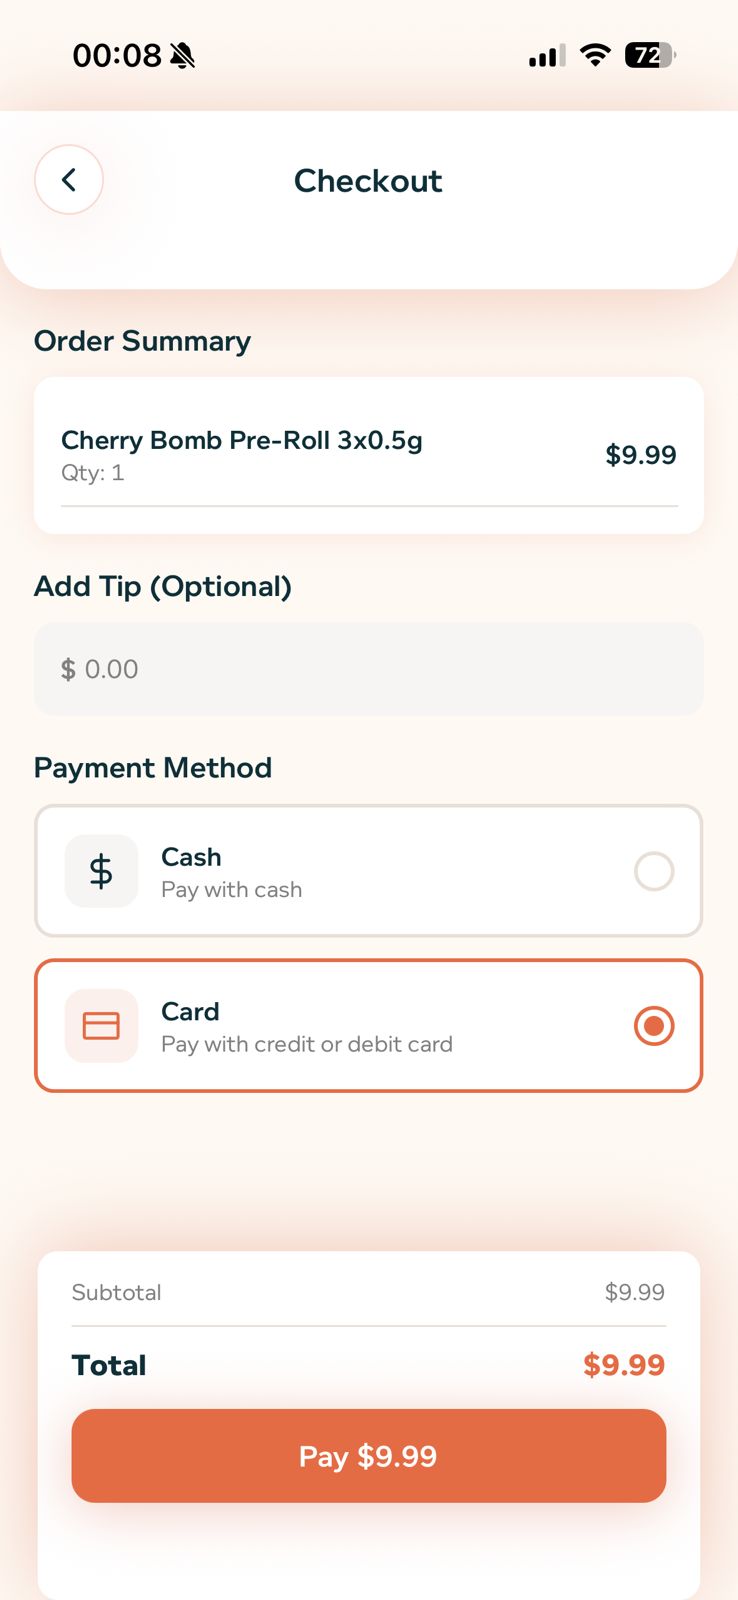 00:08
72
Checkout
Order Summary
Cherry Bomb Pre-Roll 3x0.5g
Qty: 1
$9.99
Add Tip (Optional)
$ 0.00
Payment Method
$
Cash
Pay with cash
Card
Pay with credit or debit card
Subtotal $9.99
Total $9.99
Pay $9.99